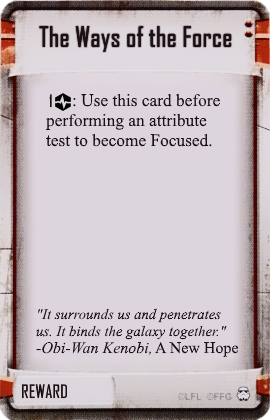 The Ways of the Force
1: Use this card before
performing an attribute
test to become Focused.
"It surrounds us and penetrates
us. It binds the galaxy together."
-Obi-Wan Kenobi, A New Hope
REWARD
©LFL ©FFG